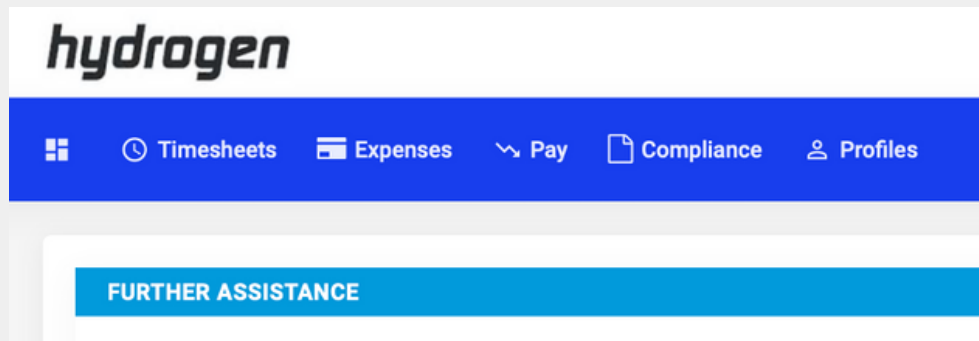 hydrogen
Timesheets Expenses Pay Compliance Profiles
FURTHER ASSISTANCE